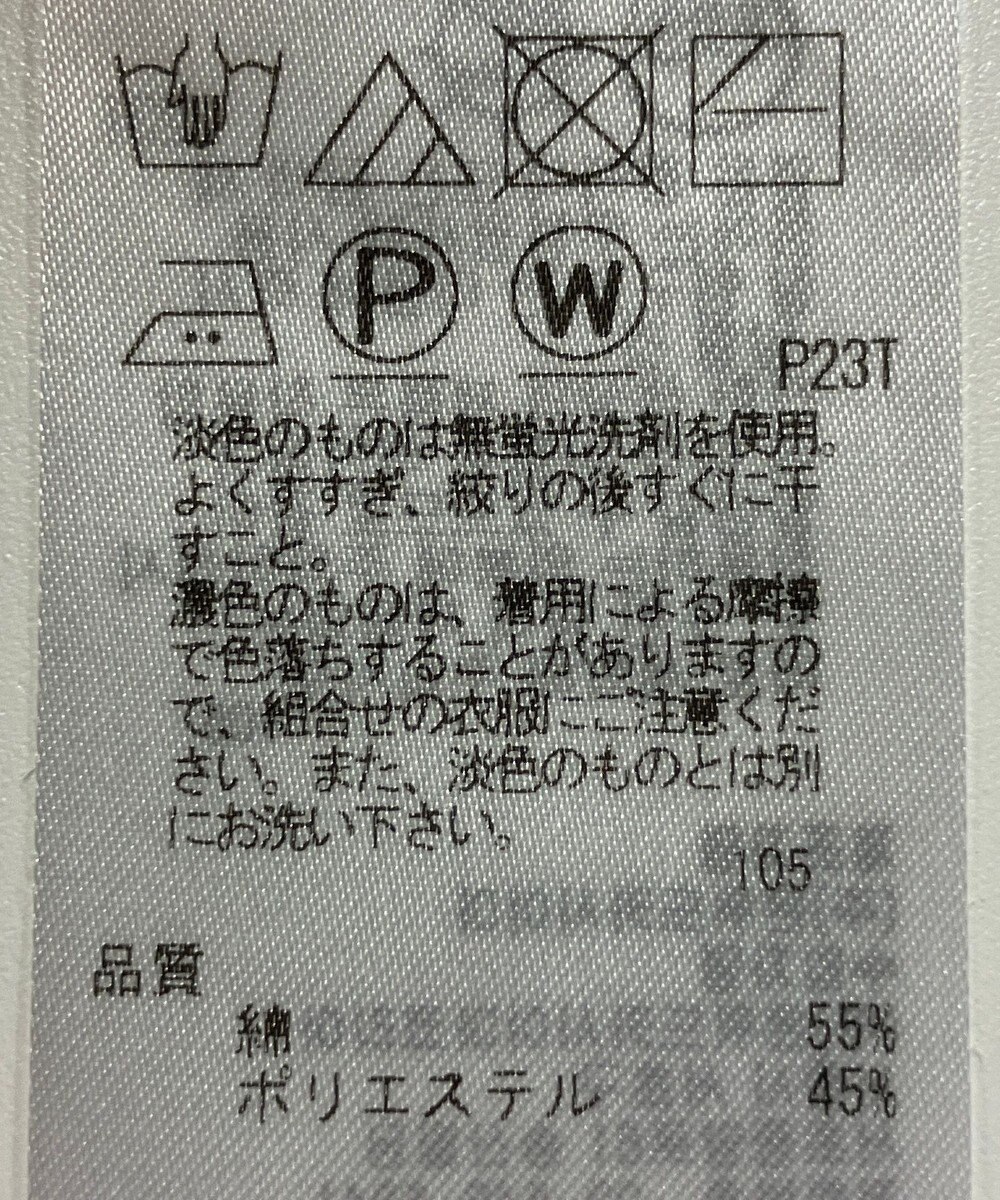 P W
P23T
淡色のものは無蛍光洗剤を使用。
よくすすぎ、絞りの後すぐに干
すこと。
濃色のものは、着用による摩擦
で色落ちすることがありますの
で、組合せの衣服にご注意くだ
さい。また、淡色のものとは別
にお洗い下さい。
105
品質
綿 55%
ポリエステル 45%